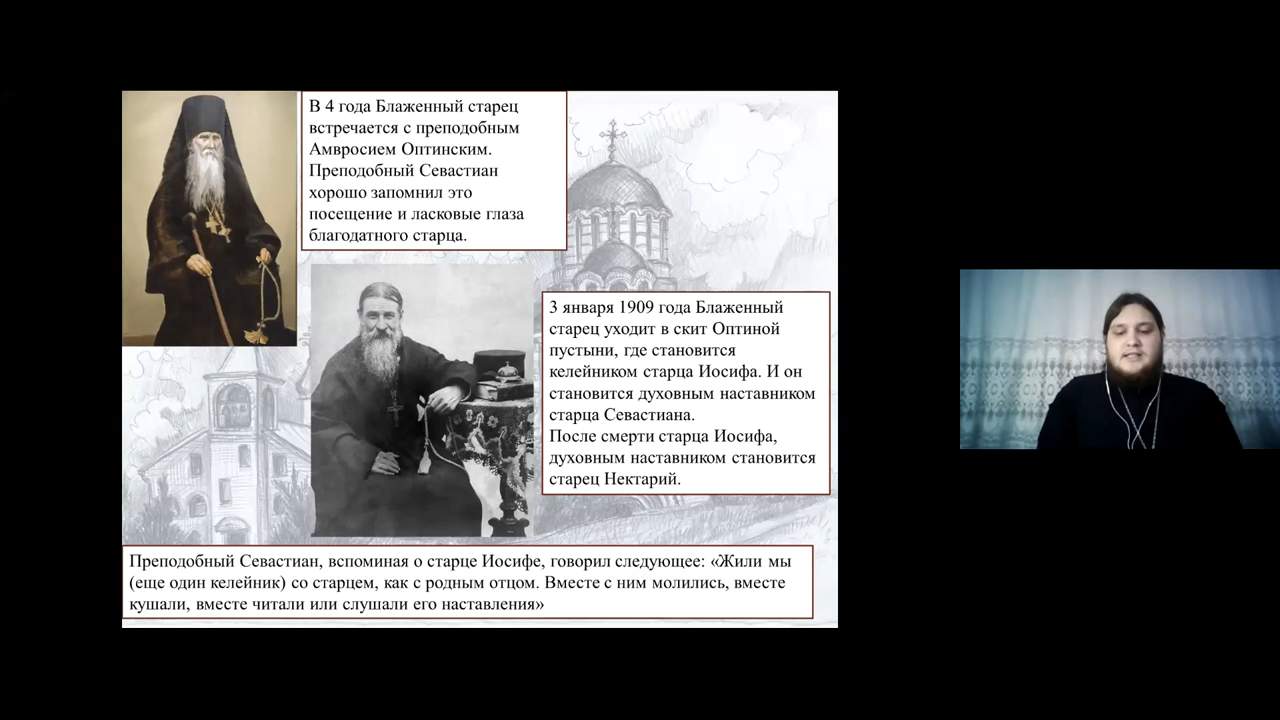 В 4 года Блаженный старец
встречается с преподобным
Амвросием Оптинским.
Преподобный Севастиан
хорошо запомнил это
посещение и ласковые глаза
благодатного старца.
3 января 1909 года Блаженный
старец уходит в скит Оптиной
пустыни, где становится
келейником старца Иосифа. И он
становится духовным наставником
старца Севастиана.
После смерти старца Иосифа,
духовным наставником становится
старец Нектарий.
Преподобный Севастиан, вспоминая о старце Иосифе, говорил следующее: «Жили мы
(еще один келейник) со старцем, как с родным отцом. Вместе с ним молились, вместе
кушали, вместе читали или слушали его наставления»